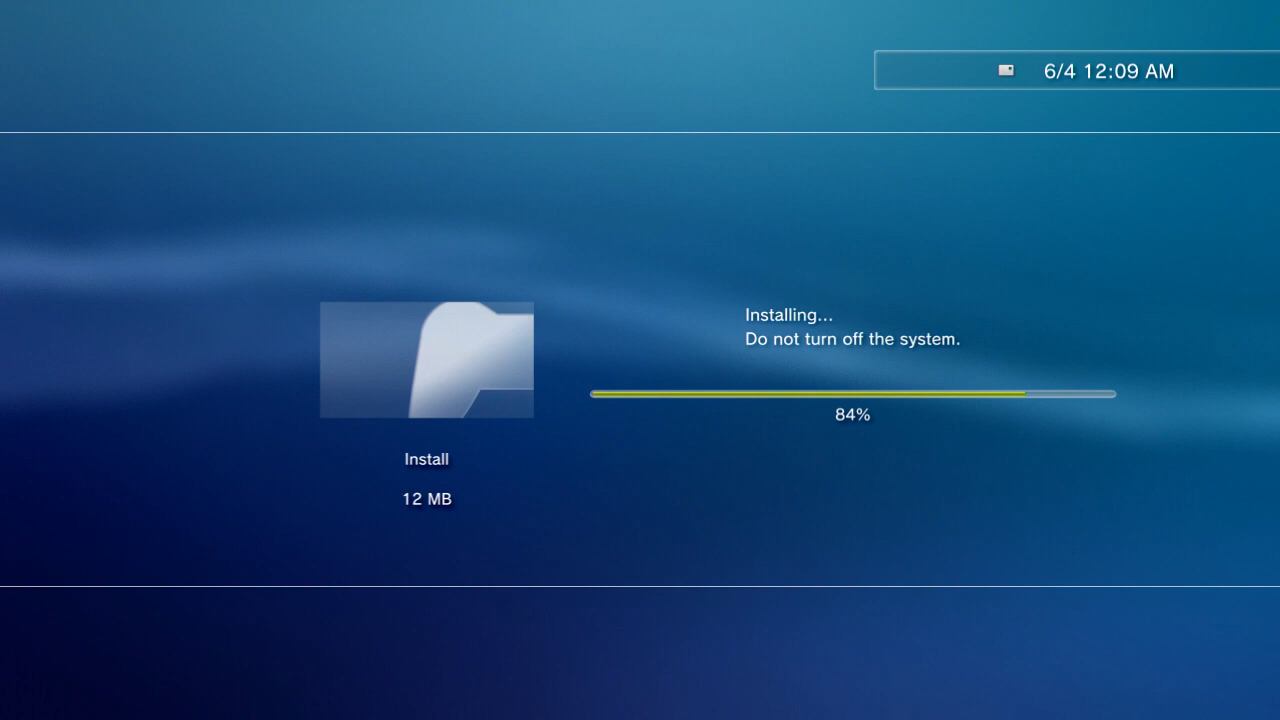 6/4 12:09 AM
Installing...
Do not turn off the system.
84%
Install
12 MB